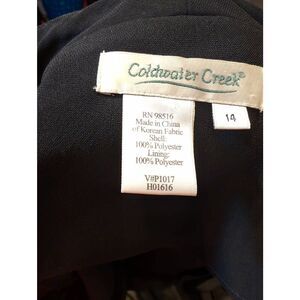 Coldwater Creek®
14
RN 98516
Made in China
of Korean Fabric
Shell:
100% Polyester
Lining:
100% Polyester
V#P1017
H01616